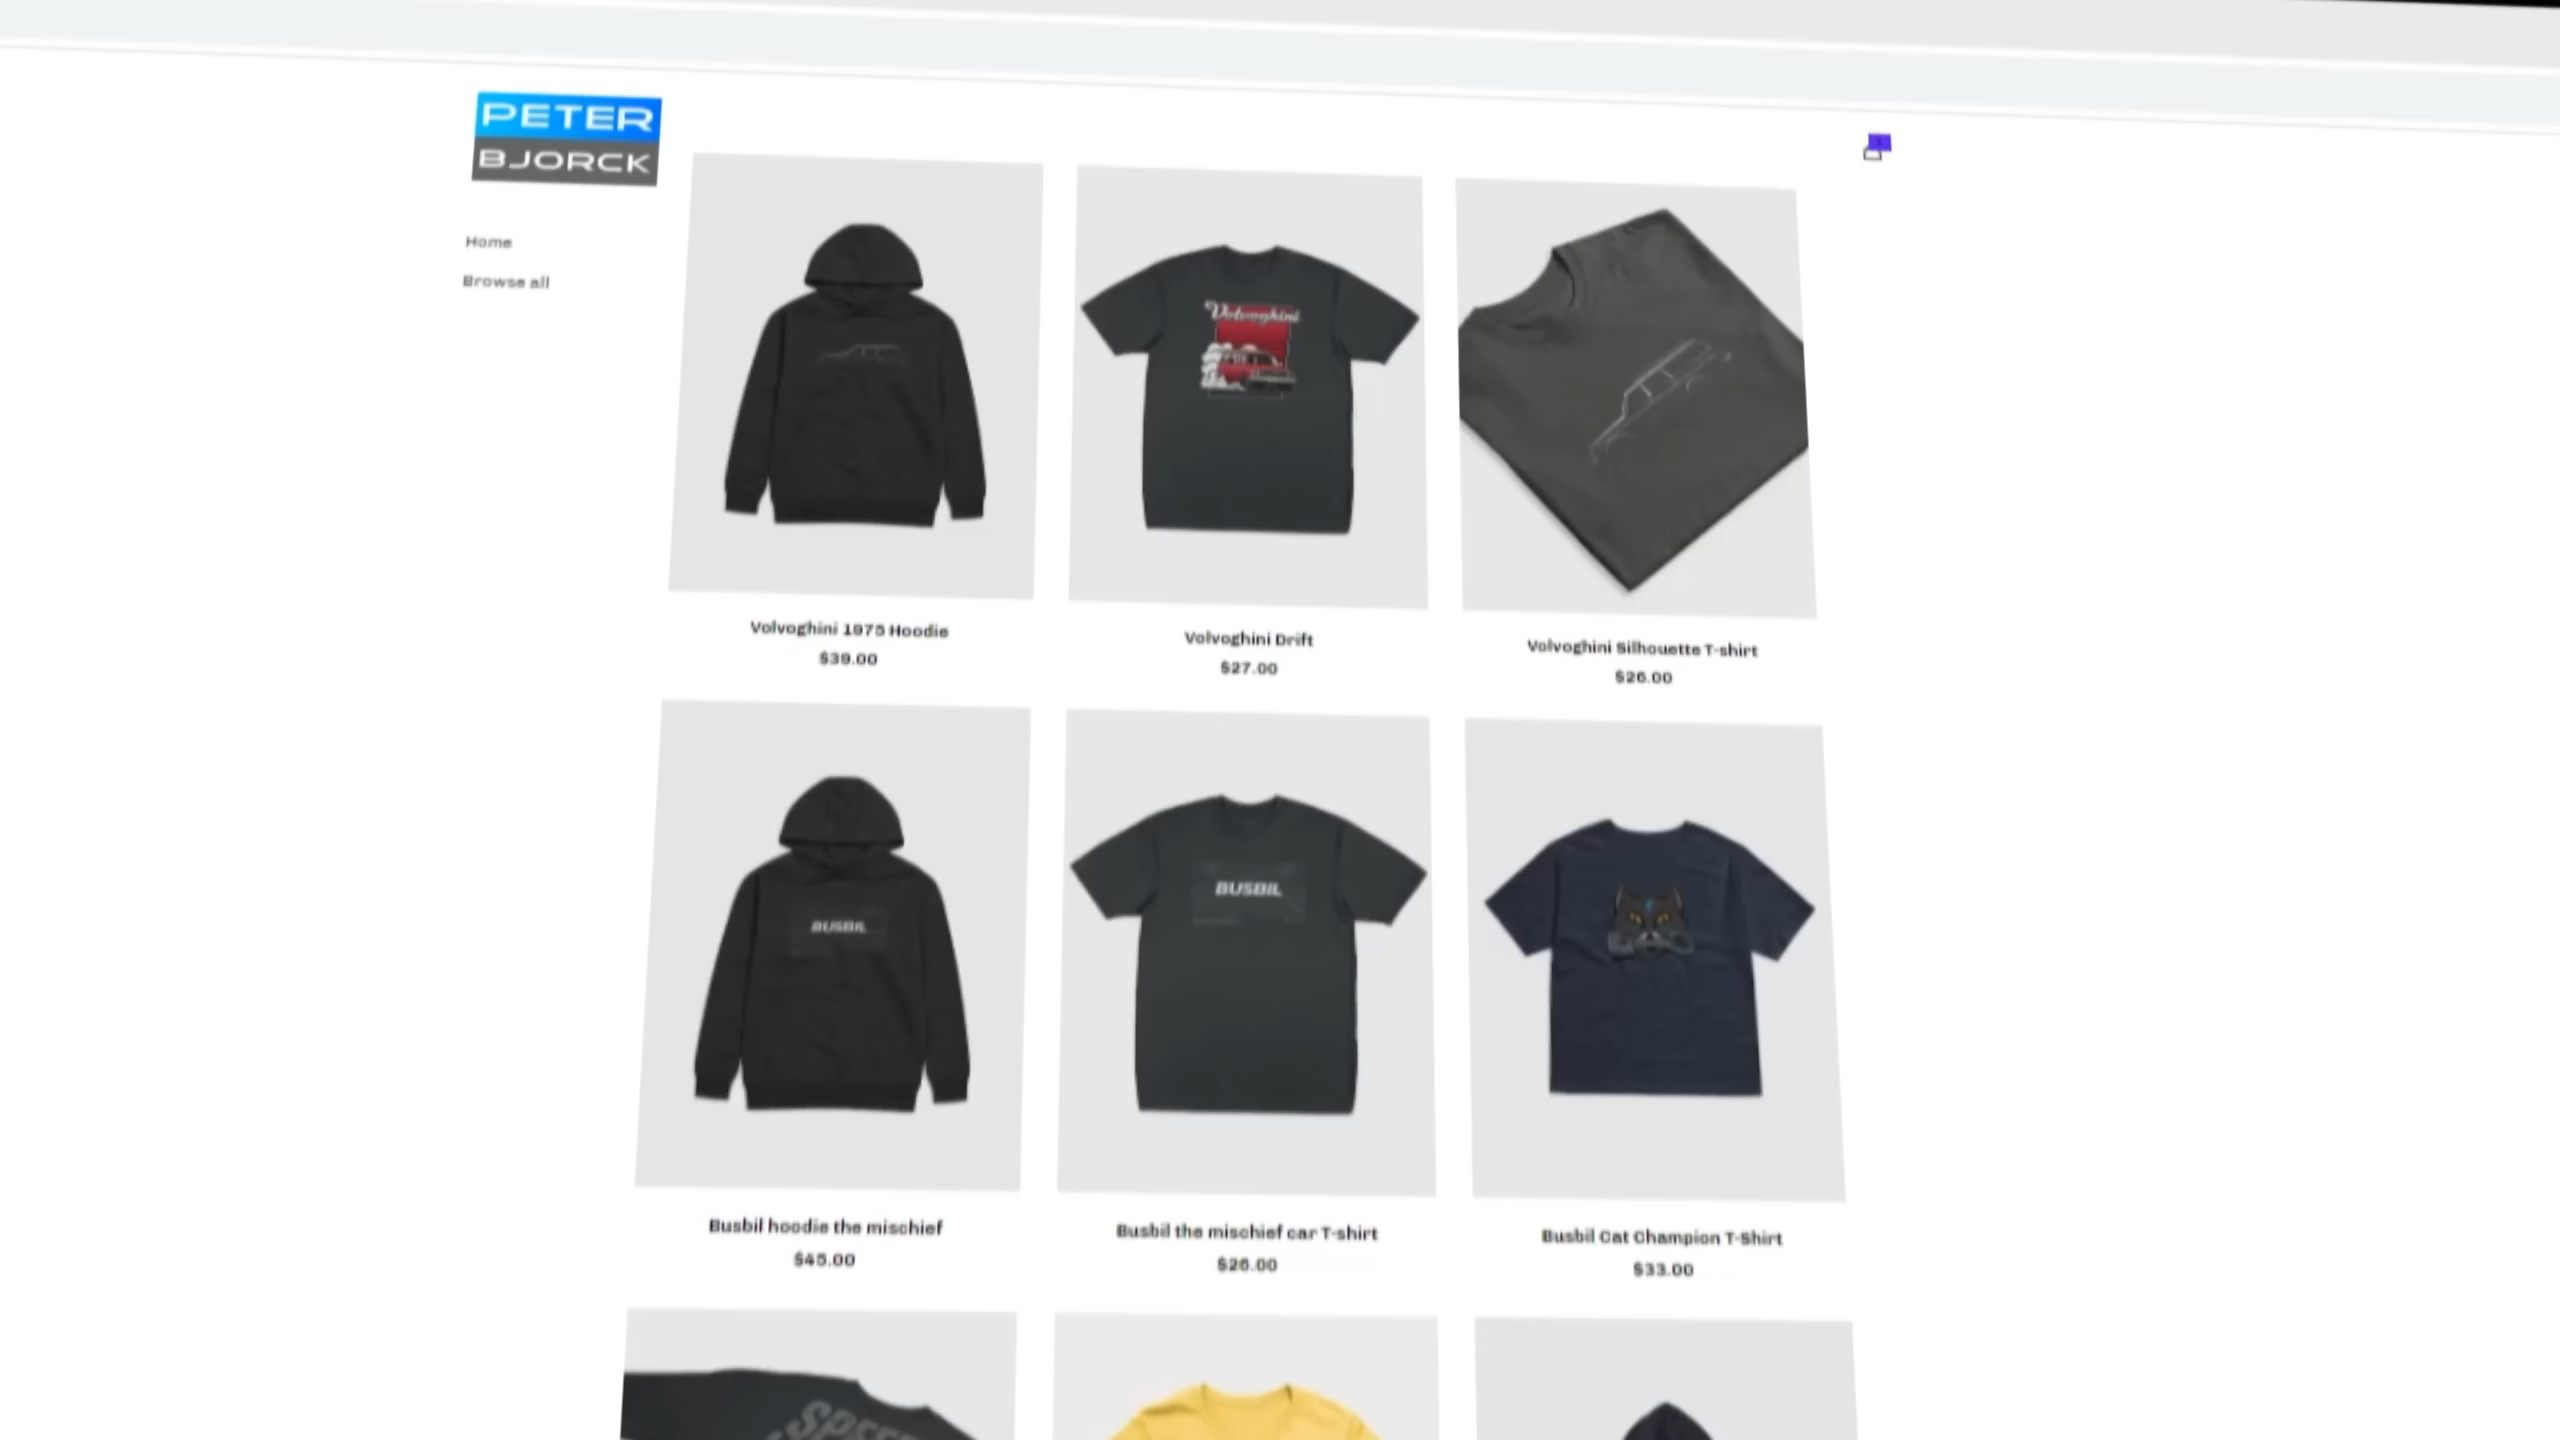 PETER
BJORCK
Home
Browse all
Volvoghini
Volvoghini 1975 Hoodie
$39.00
Volvoghini Drift
$27.00
Volvoghini Silhouette T-shirt
$26.00
BUSBIL
BUSBIL
Busbil hoodie the mischief
$45.00
Busbil the mischief car T-shirt
$26.00
Busbil Cat Champion T-Shirt
$33.00